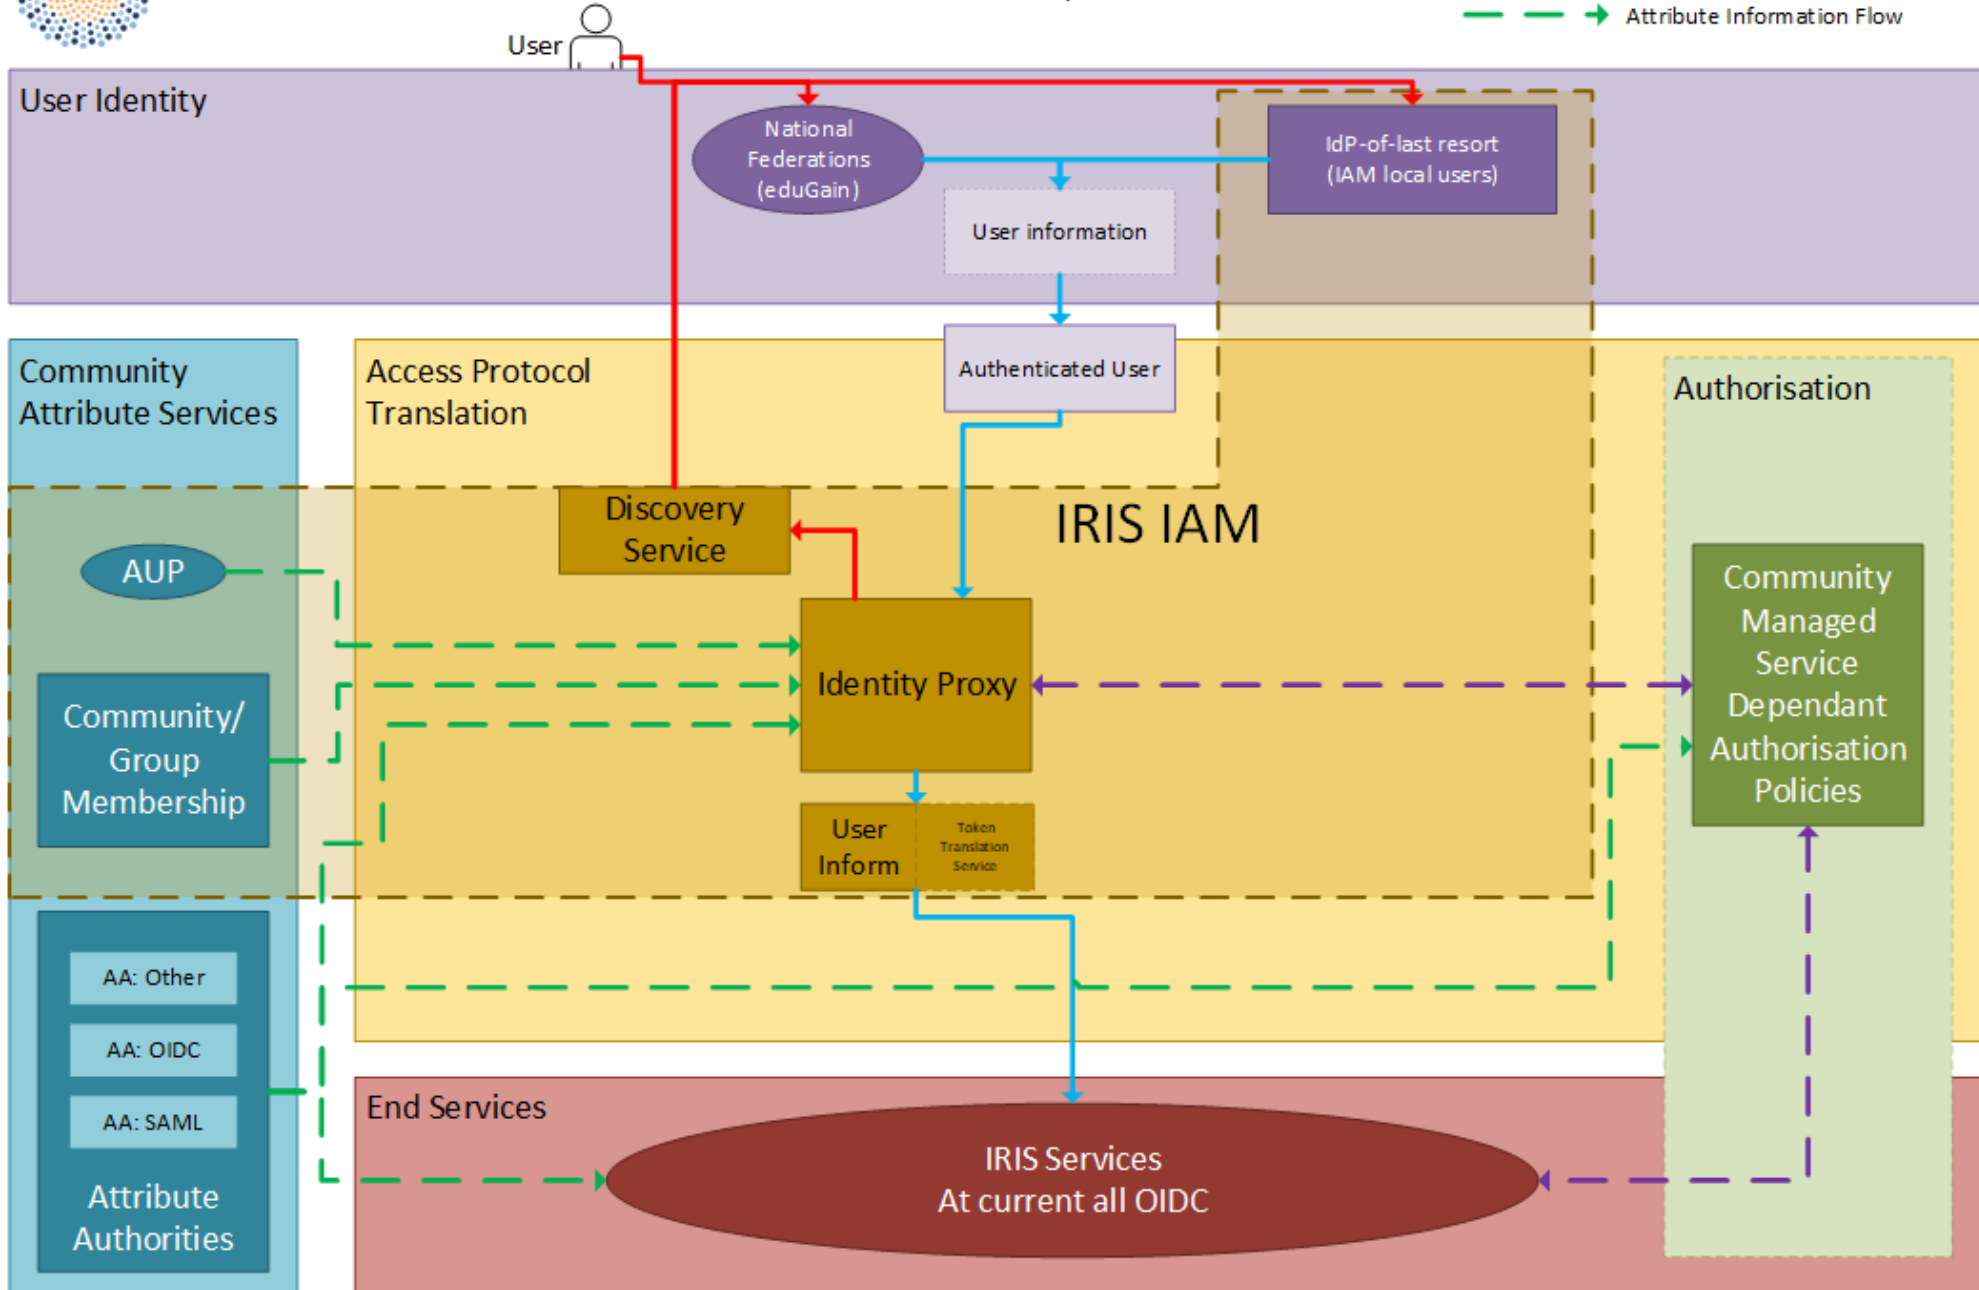 Attribute Information Flow
User
User Identity
National
Federations
(eduGain)
IdP-of-last resort
(IAM local users)
User information
Community
Attribute Services
Access Protocol
Translation
Authenticated User
Authorisation
Discovery
Service
IRIS IAM
AUP
Community
Managed
Service
Dependant
Authorisation
Policies
Identity Proxy
Community/
Group
Membership
User
Inform
Token
Translation
Service
AA: Other
AA: OIDC
AA: SAML
Attribute
Authorities
End Services
IRIS Services
At current all OIDC